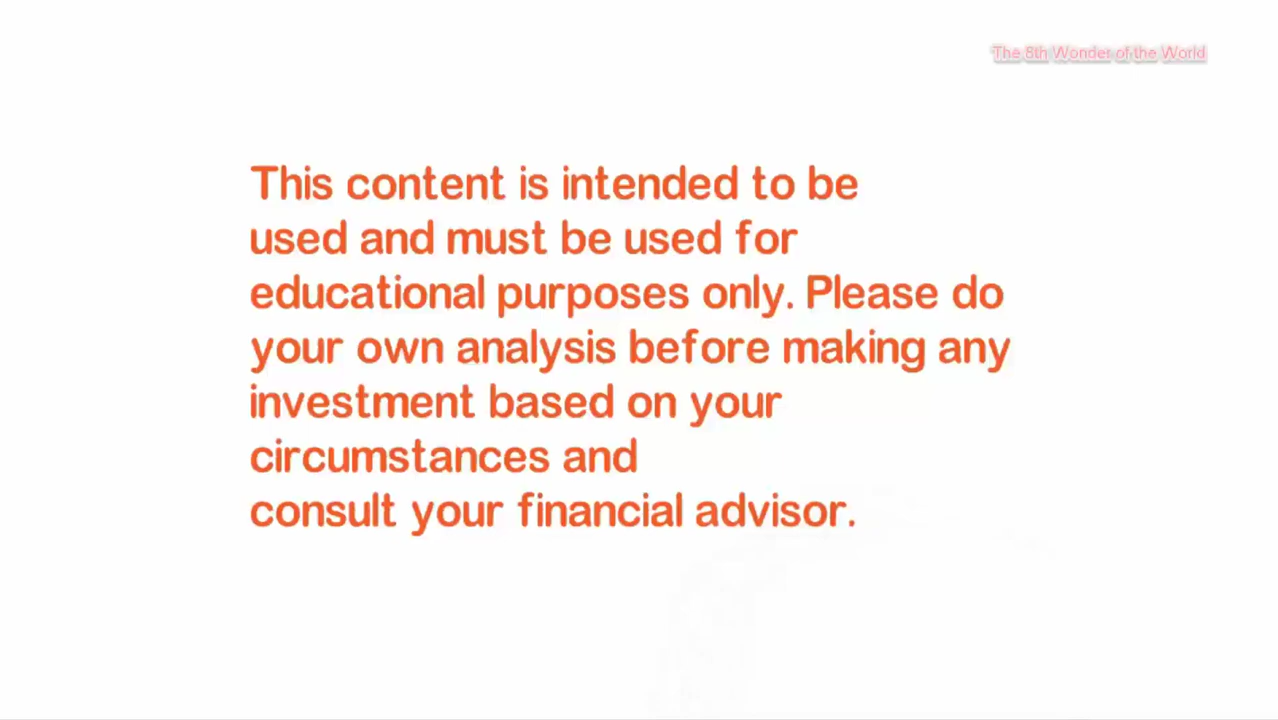 The 8th Wonder of the World
This content is intended to be
used and must be used for
educational purposes only. Please do
your own analysis before making any
investment based on your
circumstances and
consult your financial advisor.